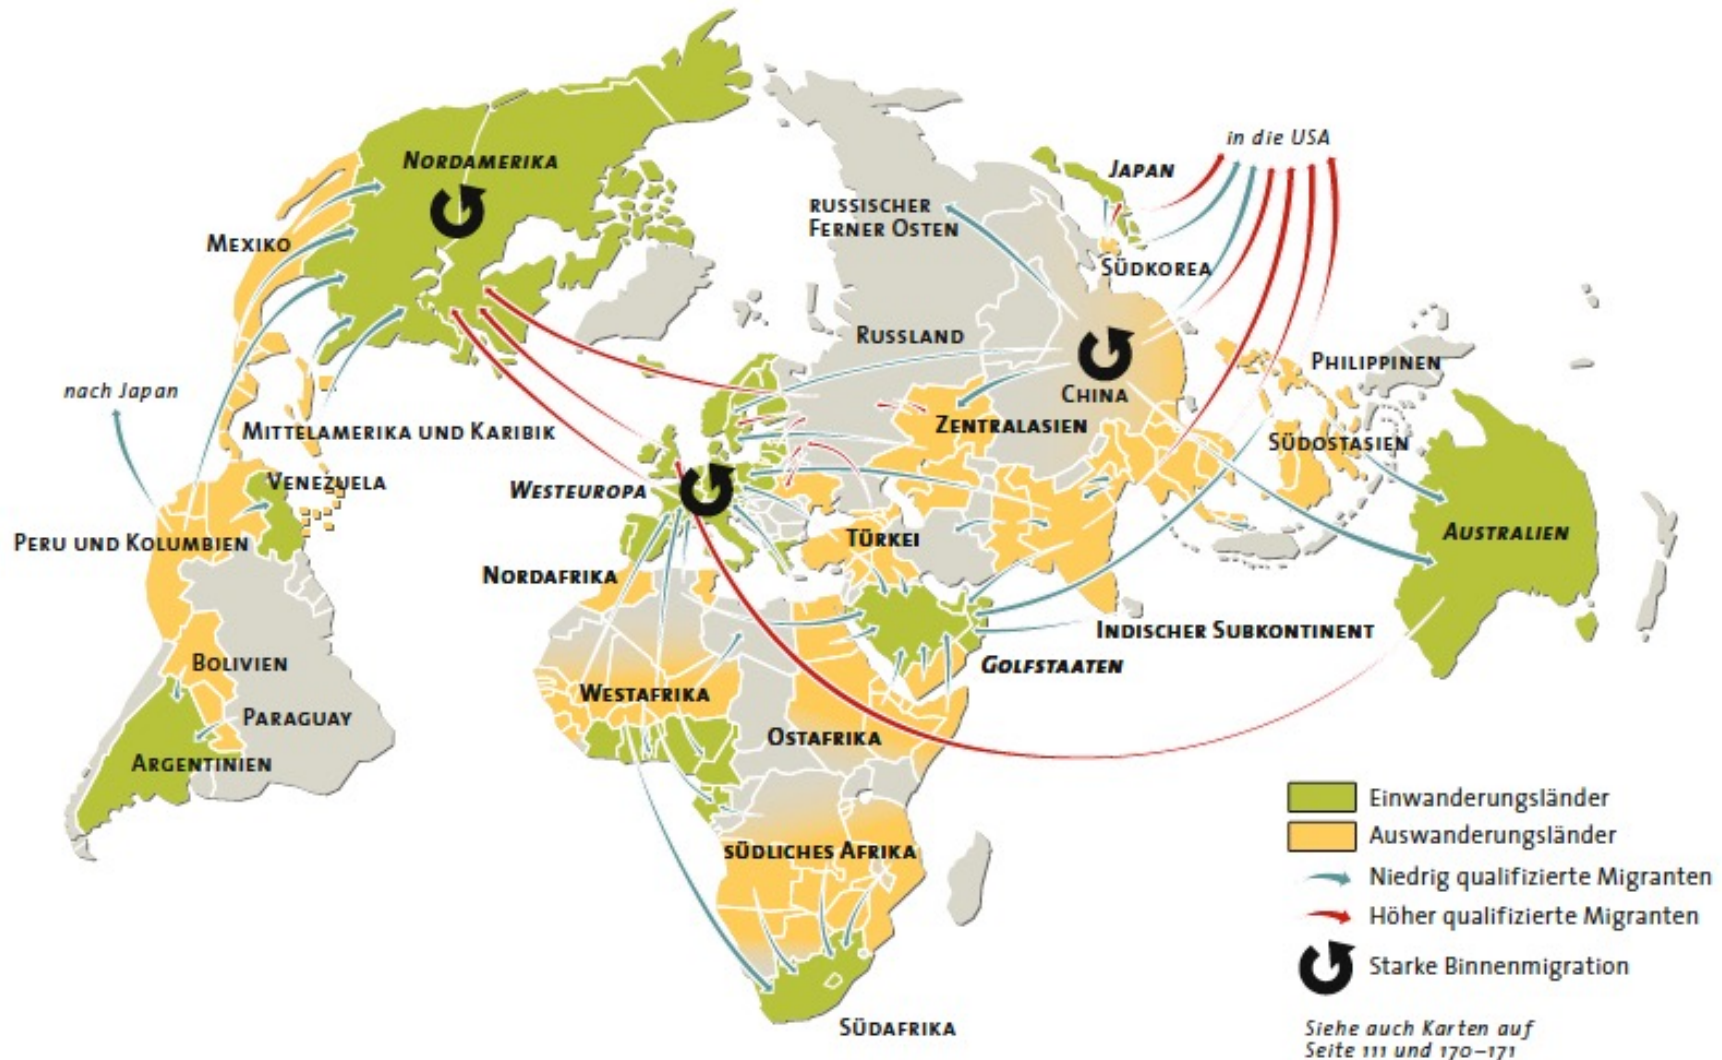 in die USA
NORDAMERIKA
JAPAN
RUSSISCHER
FERNER OSTEN
MEXIKO
SÜDKOREA
RUSSLAND
PHILIPPINEN
nach Japan
CHINA
MITTELAMERIKA UND KARIBIK
ZENTRALASIEN
SÜDOSTASIEN
VENEZUELA
WESTEUROPA
PERU UND KOLUMBIEN
TÜRKEI
AUSTRALIEN
NORDAFRIKA
INDISCHER SUBKONTINENT
GOLFSTAATEN
BOLIVIEN
WESTAFRIKA
PARAGUAY
OSTAFRIKA
ARGENTINIEN
SÜDLICHES AFRIKA
SÜDAFRIKA
Einwanderungsländer
Auswanderungsländer
Niedrig qualifizierte Migranten
Höher qualifizierte Migranten
Starke Binnenmigration
Siehe auch Karten auf
Seite 111 und 170–171